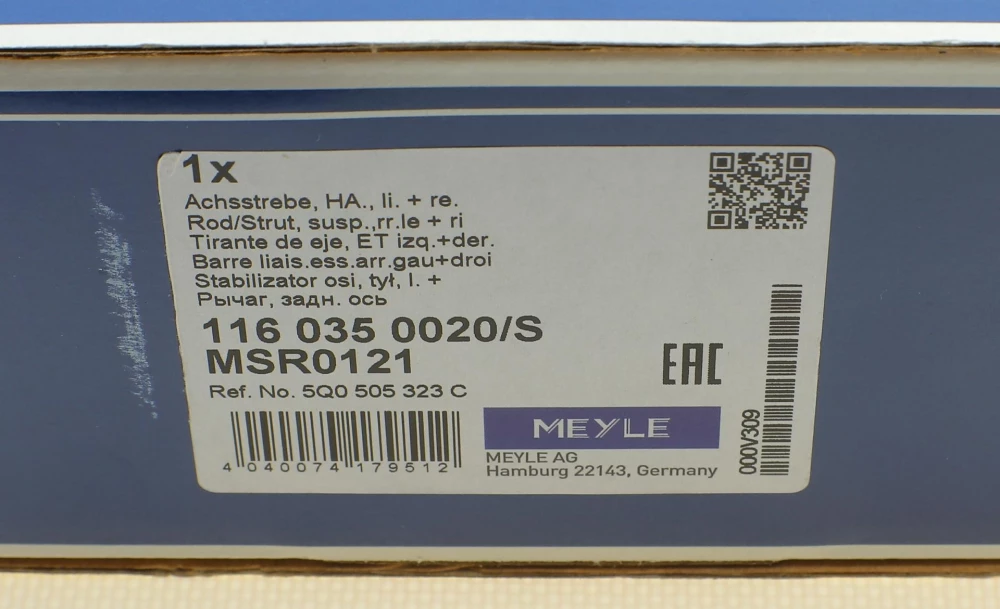 1x
Achsstrebe, HA., li. + re.
Rod/Strut, susp.,rr.le + ri
Tirante de eje, ET izq.+der.
Barre liais.ess.arr.gau+droi
Stabilizator osi, tył, l. +
Рычаг, задн. ось
116 035 0020/S
MSR0121
Ref. No. 5Q0 505 323 C
EAC
4 040074 179512
MEYLE
MEYLE AG
Hamburg 22143, Germany
000V309